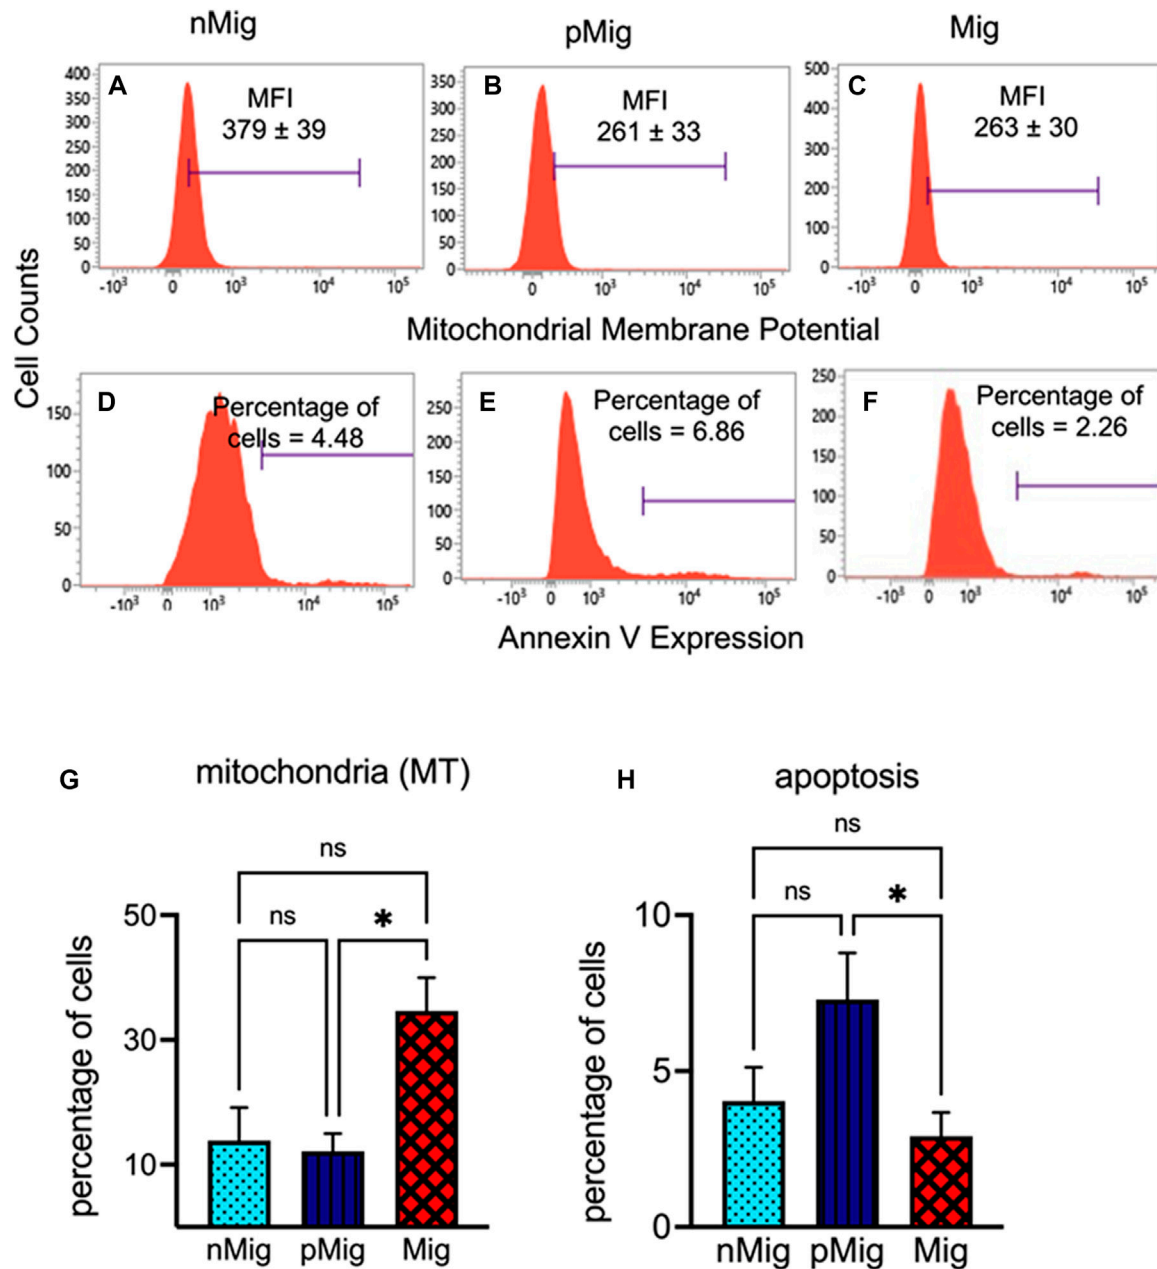 nMig
pMig
Mig
Cell Counts
A
MFI
379 ± 39
400
350
300
250
200
150
100
50
0
-10³ 0 10³ 10⁴ 10⁵
B
MFI
261 ± 33
350
300
250
200
150
100
50
0
-10³ 0 10³ 10⁴ 10⁵
C
MFI
263 ± 30
500
400
300
200
100
0
-10³ 0 10³ 10⁴ 10⁵
Mitochondrial Membrane Potential
D
Percentage of
cells = 4.48
150
100
50
0
-10³ 0 10³ 10⁴ 10⁵
E
Percentage of
cells = 6.86
250
200
150
100
50
0
-10³ 0 10³ 10⁴ 10⁵
F
Percentage of
cells = 2.26
250
200
150
100
50
0
-10³ 0 10³ 10⁴ 10⁵
Annexin V Expression
G
mitochondria (MT)
ns
ns *
percentage of cells
50
30
10
nMig pMig Mig
H
apoptosis
ns
ns *
percentage of cells
10
5
0
nMig pMig Mig